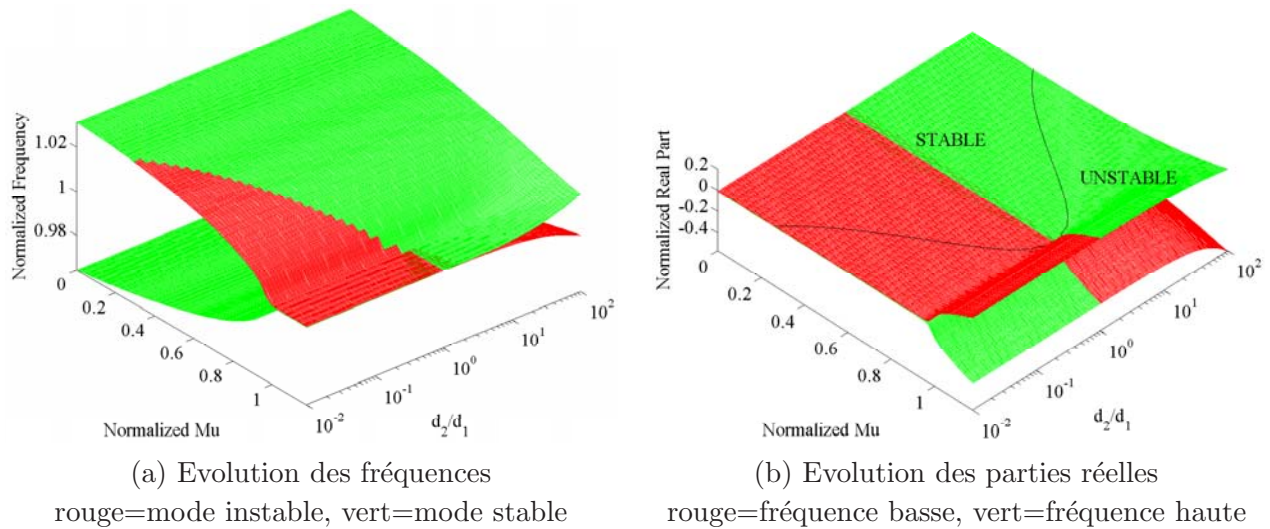 Normalized Frequency
1.02
1
0.98
0
0.2
0.4
0.6
0.8
1
Normalized Mu
10^-2
10^-1
10^0
10^1
10^2
d_2/d_1
(a) Evolution des fréquences
rouge=mode instable, vert=mode stable
Normalized Real Part
0.2
0
-0.2
-0.4
STABLE
UNSTABLE
0
0.2
0.4
0.6
0.8
1
Normalized Mu
10^-2
10^-1
10^0
10^1
10^2
d_2/d_1
(b) Evolution des parties réelles
rouge=fréquence basse, vert=fréquence haute